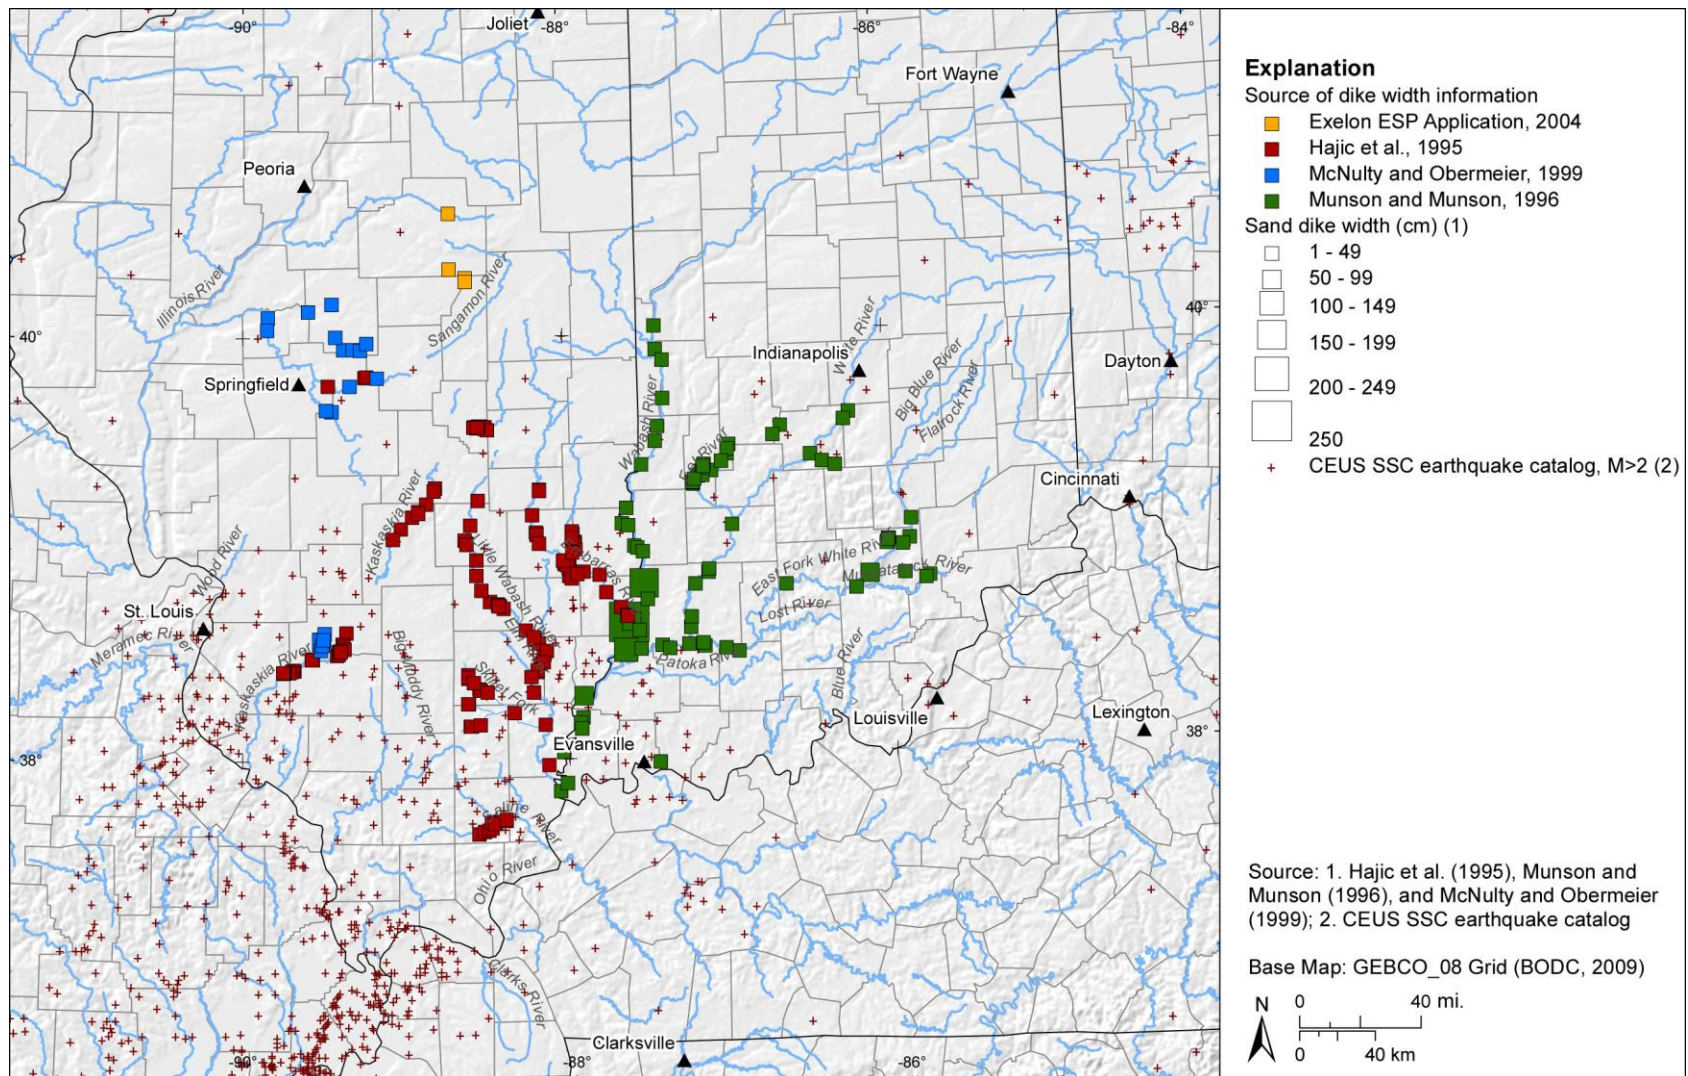 -90°
Joliet
-88°
-86°
-84°
Fort Wayne
Peoria
Illinois River
Sangamon River
40°
40°
Springfield
Indianapolis
White River
Dayton
Big Blue River
Flatrock River
Wabash River
Eel River
Cincinnati
Kaskaskia River
Wood River
Little Wabash River
Embarras River
East Fork White River
Muscatatuck River
Lost River
St. Louis
Meramec River
Kaskaskia River
Big Muddy River
Elm River
Skillet Fork
Patoka River
Blue River
Louisville
Lexington
Evansville
38°
38°
Saline River
Ohio River
Clarks River
Clarksville
-90°
-88°
-86°
Explanation
Source of dike width information
Exelon ESP Application, 2004
Hajic et al., 1995
McNulty and Obermeier, 1999
Munson and Munson, 1996
Sand dike width (cm) (1)
1 - 49
50 - 99
100 - 149
150 - 199
200 - 249
250
CEUS SSC earthquake catalog, M>2 (2)
Source: 1. Hajic et al. (1995), Munson and
Munson (1996), and McNulty and Obermeier
(1999); 2. CEUS SSC earthquake catalog
Base Map: GEBCO_08 Grid (BODC, 2009)
N
0 40 mi.
0 40 km